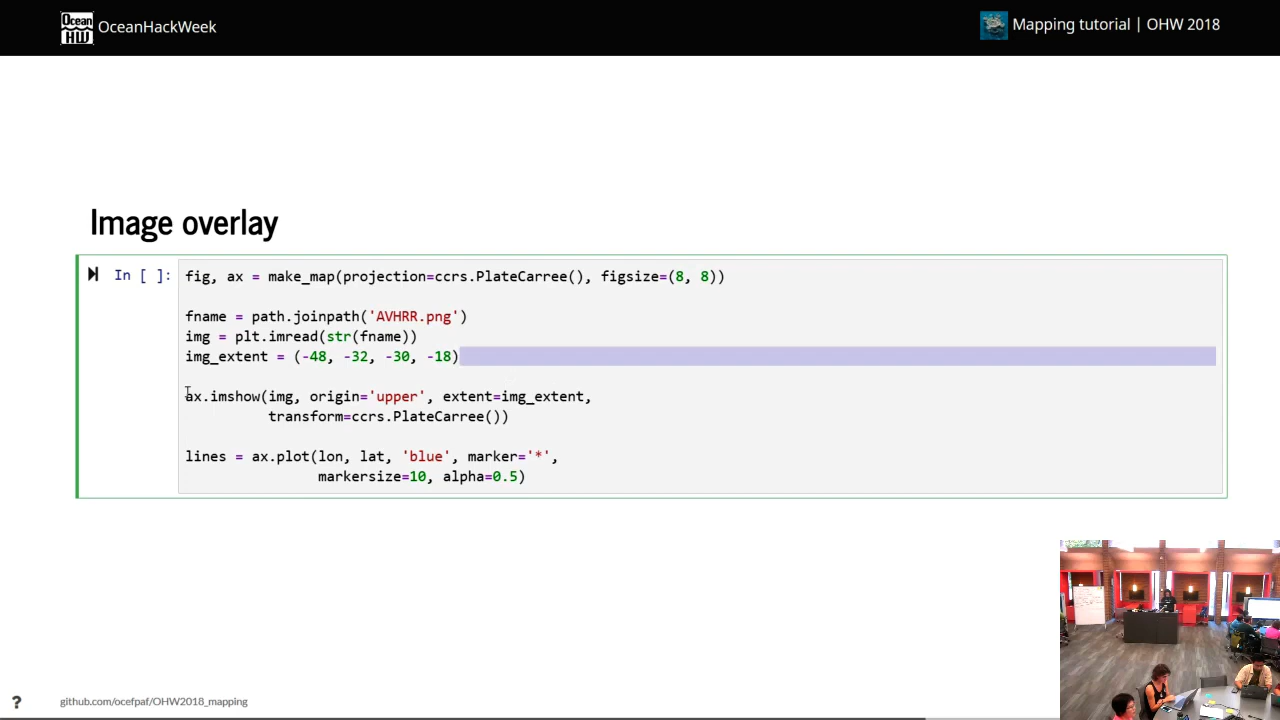 Ocean
HW
OceanHackWeek
Mapping tutorial | OHW 2018
Image overlay
In [ ]:
fig, ax = make_map(projection=ccrs.PlateCarree(), figsize=(8, 8))
fname = path.joinpath('AVHRR.png')
img = plt.imread(str(fname))
img_extent = (-48, -32, -30, -18)
ax.imshow(img, origin='upper', extent=img_extent,
transform=ccrs.PlateCarree())
lines = ax.plot(lon, lat, 'blue', marker='*',
markersize=10, alpha=0.5)
?
github.com/ocefpaf/OHW2018_mapping